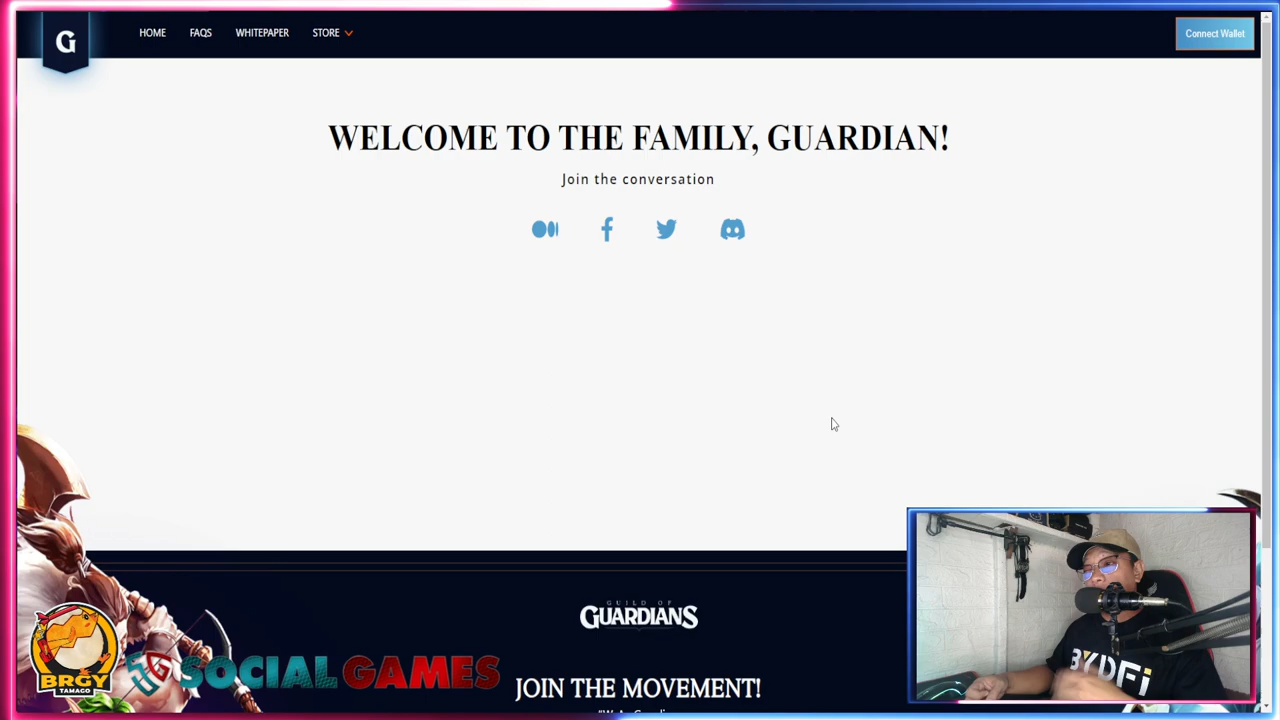 G
HOME FAQS WHITEPAPER STORE
Connect Wallet
WELCOME TO THE FAMILY, GUARDIAN!
Join the conversation
GUILD OF
GUARDIANS
BRGY
TAMAGO
SG SOCIAL GAMES
JOIN THE MOVEMENT!
BYDFi